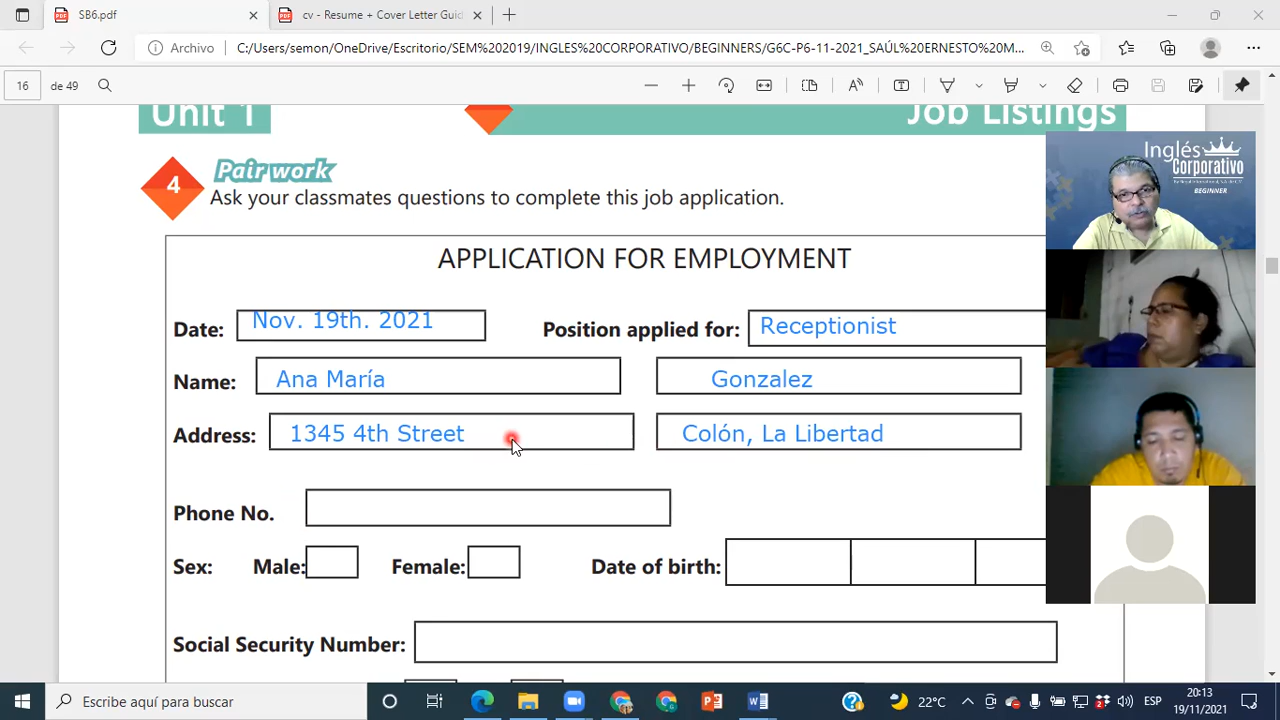 SB6.pdf
cv - Resume + Cover Letter Guid
Archivo
C:/Users/semon/OneDrive/Escritorio/SEM%202019/INGLES%20CORPORATIVO/BEGINNERS/G6C-P6-11-2021_SAÚL%20ERNESTO%20M...
16 de 49
Unit 1
Job Listings
4
Pair work
Ask your classmates questions to complete this job application.
Inglés
Corporativo
BEGINNER
APPLICATION FOR EMPLOYMENT
Date: Nov. 19th. 2021
Position applied for: Receptionist
Name: Ana María Gonzalez
Address: 1345 4th Street Colón, La Libertad
Phone No.
Sex: Male: Female: Date of birth:
Social Security Number:
Escribe aquí para buscar
22°C
ESP
20:13
19/11/2021